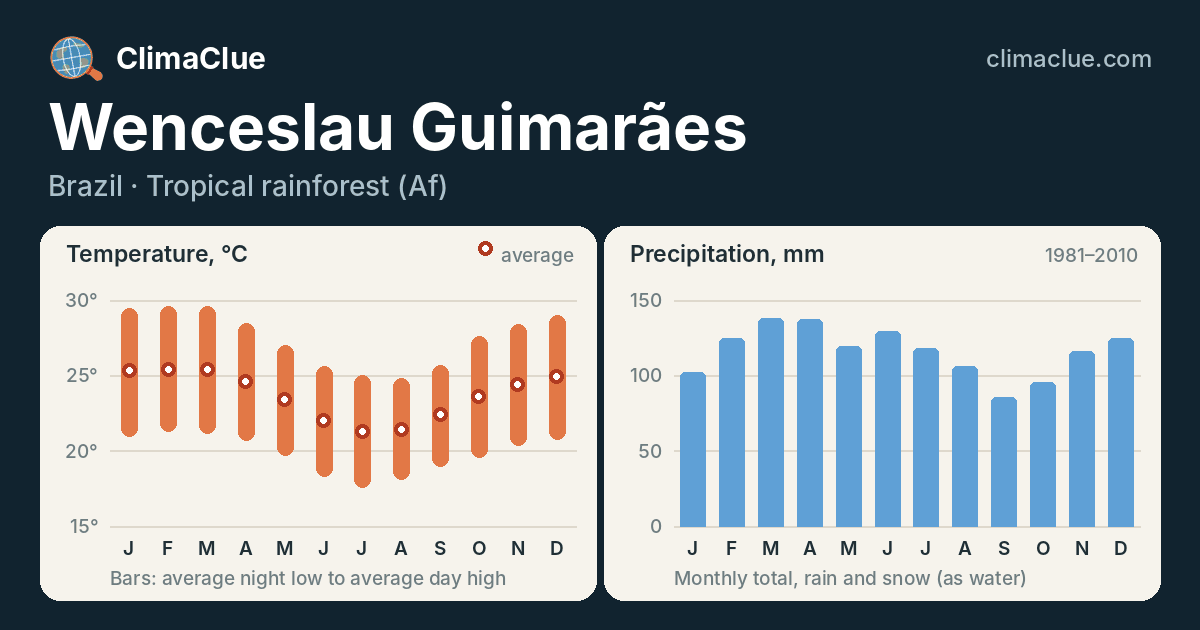 ClimaClue
climaclue.com
Wenceslau Guimarães
Brazil · Tropical rainforest (Af)
Temperature, °C
average
30°
25°
20°
15°
J F M A M J J A S O N D
Bars: average night low to average day high
Precipitation, mm
1981–2010
150
100
50
0
J F M A M J J A S O N D
Monthly total, rain and snow (as water)